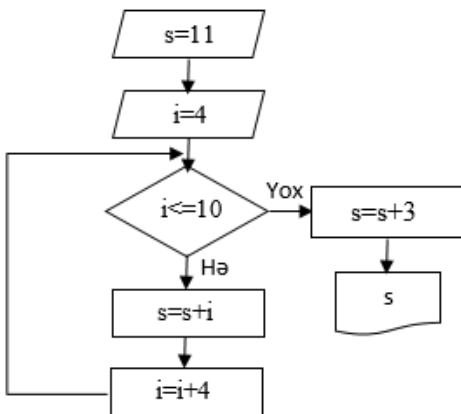 s=11
i=4
i<=10
Yox
s=s+3
Hə
s
s=s+i
i=i+4